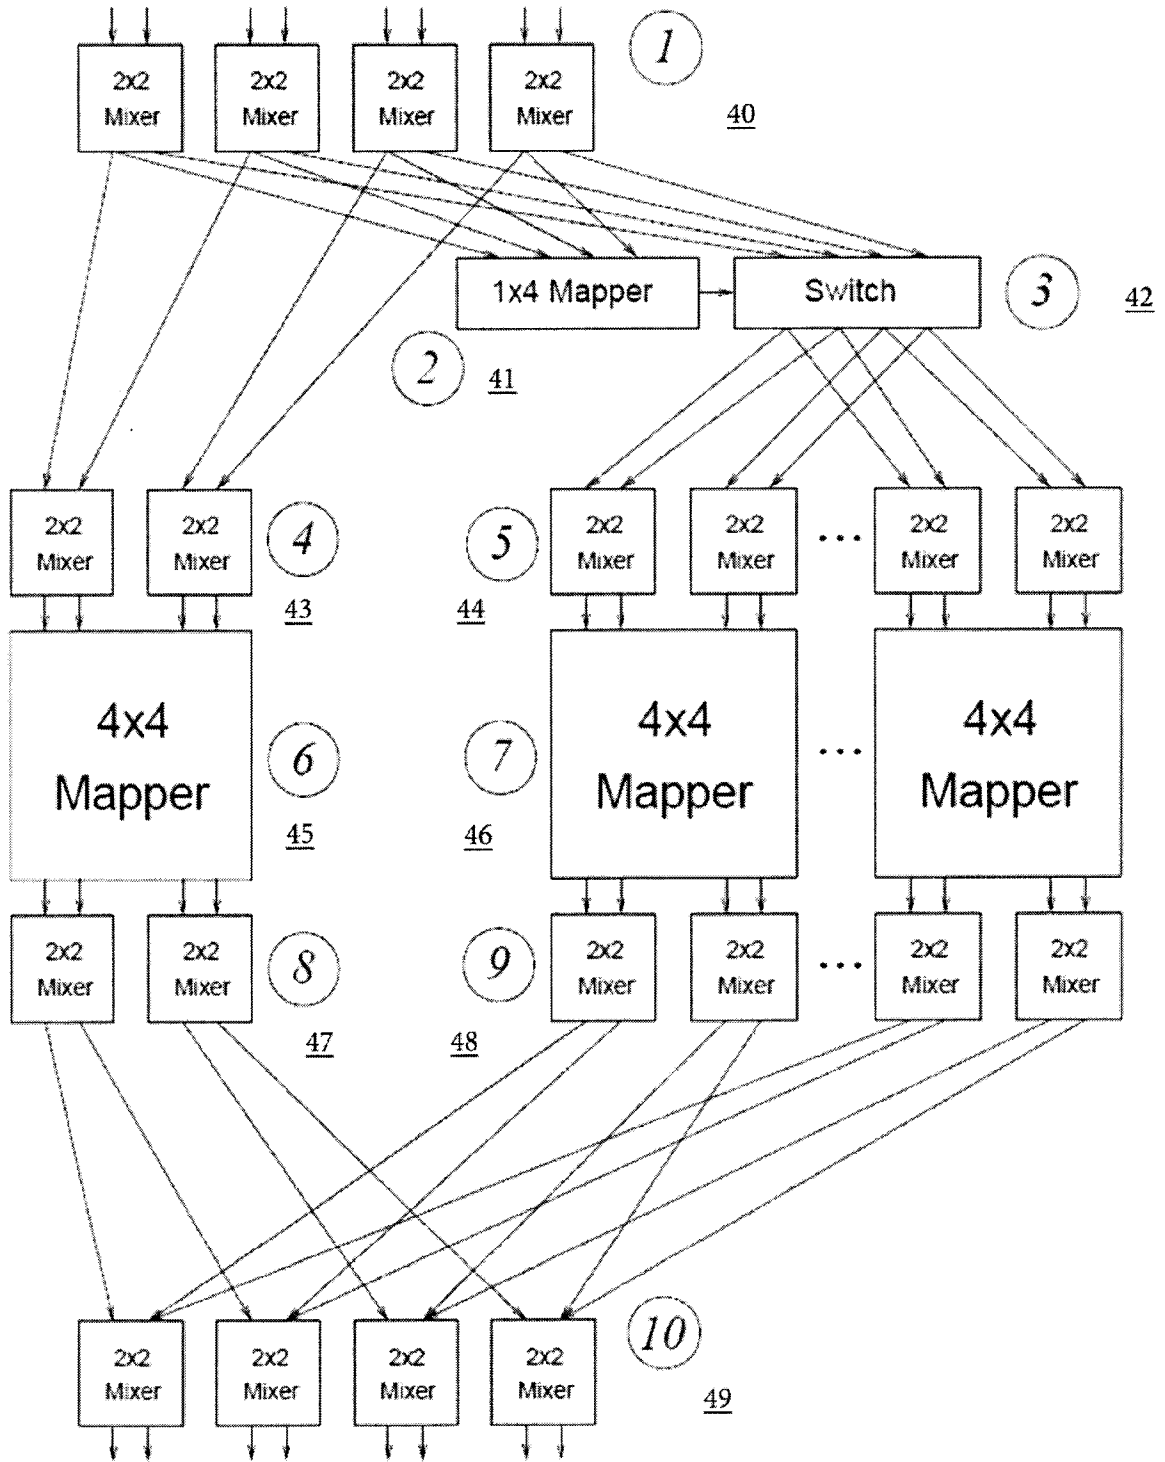 2x2 2x2 2x2 2x2 1
Mixer Mixer Mixer Mixer 40
1x4 Mapper Switch 3 42
2 41
2x2 2x2 4 5 2x2 2x2 ... 2x2 2x2
Mixer Mixer Mixer Mixer Mixer Mixer
43 44
4x4 4x4 4x4
6 7 ...
Mapper Mapper Mapper
45 46
2x2 2x2 8 9 2x2 2x2 ... 2x2 2x2
Mixer Mixer Mixer Mixer Mixer Mixer
47 48
2x2 2x2 2x2 2x2 10
Mixer Mixer Mixer Mixer 49